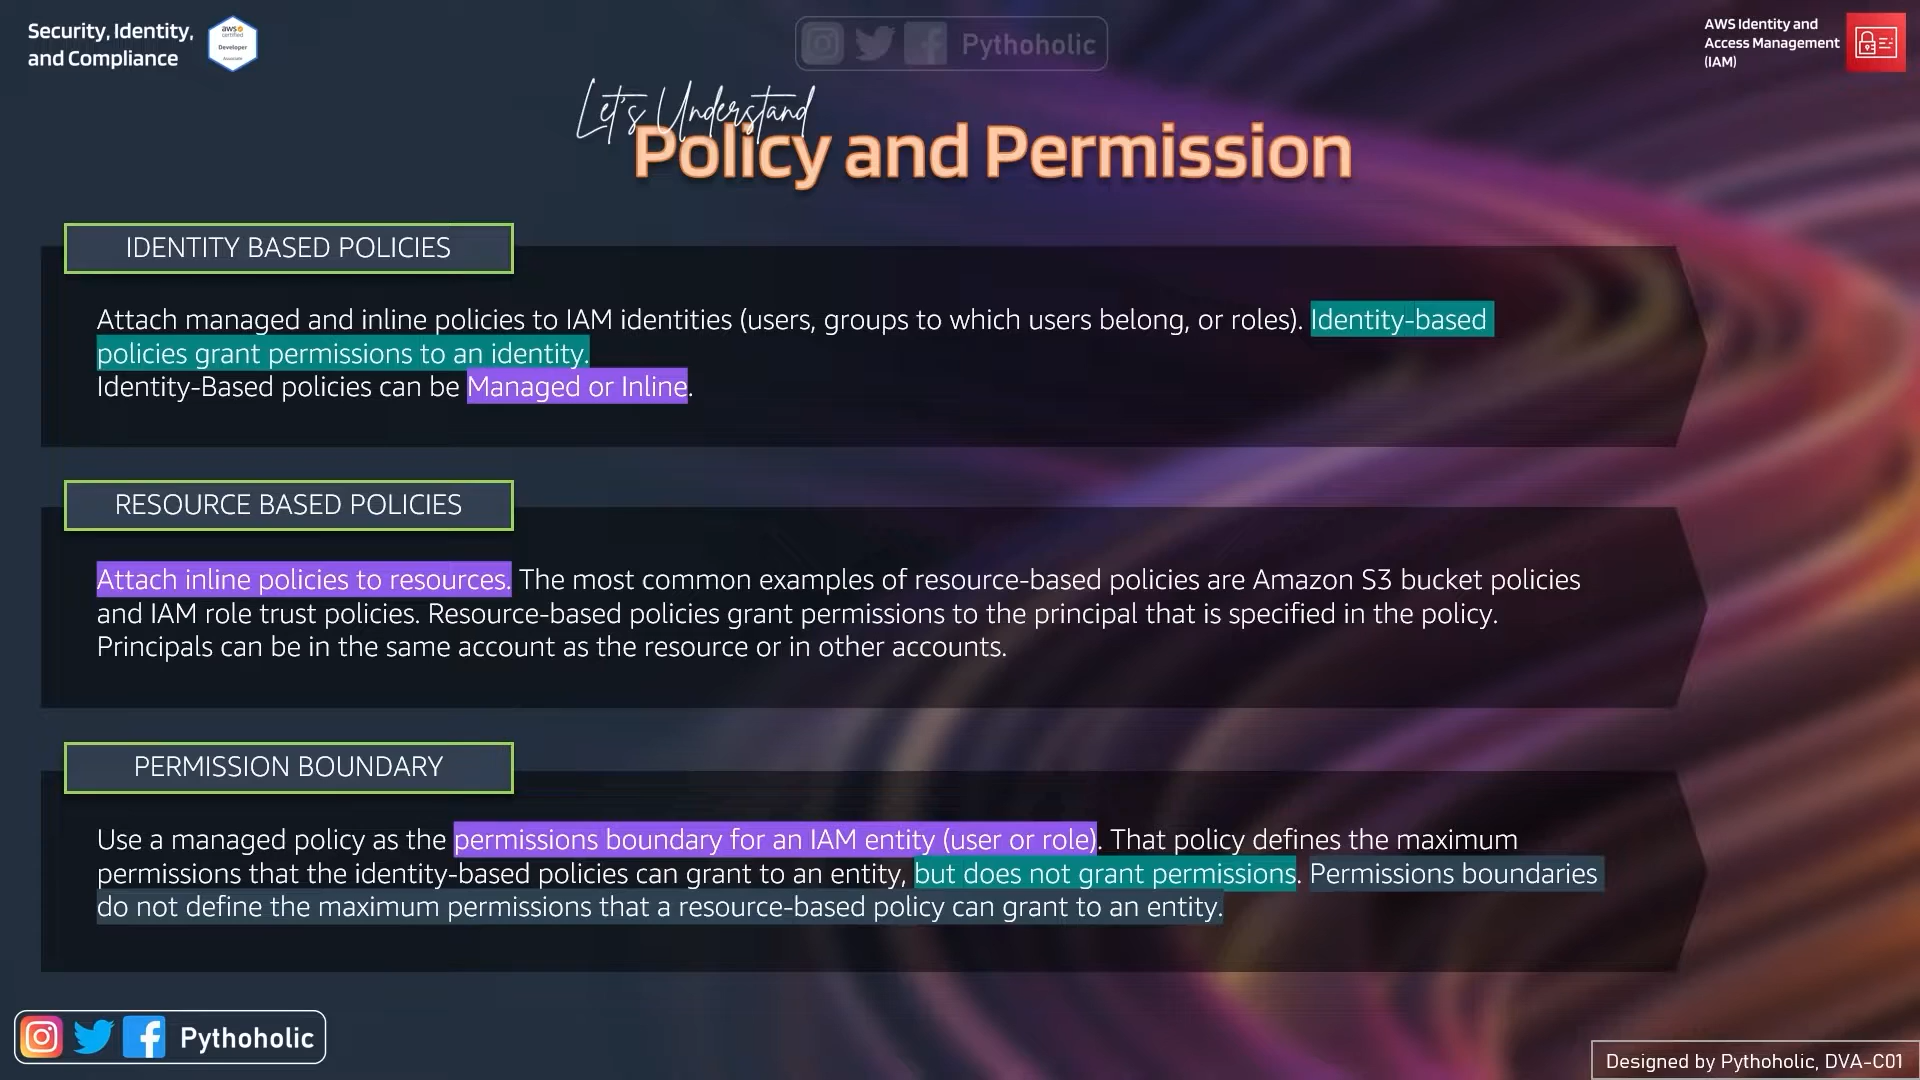 Security, Identity,
and Compliance
aws
certified
Developer
Associate
Pythoholic
AWS Identity and
Access Management
(IAM)
Let's Understand
Policy and Permission
IDENTITY BASED POLICIES
Attach managed and inline policies to IAM identities (users, groups to which users belong, or roles). Identity-based
policies grant permissions to an identity.
Identity-Based policies can be Managed or Inline.
RESOURCE BASED POLICIES
Attach inline policies to resources. The most common examples of resource-based policies are Amazon S3 bucket policies
and IAM role trust policies. Resource-based policies grant permissions to the principal that is specified in the policy.
Principals can be in the same account as the resource or in other accounts.
PERMISSION BOUNDARY
Use a managed policy as the permissions boundary for an IAM entity (user or role). That policy defines the maximum
permissions that the identity-based policies can grant to an entity, but does not grant permissions. Permissions boundaries
do not define the maximum permissions that a resource-based policy can grant to an entity.
Pythoholic
Designed by Pythoholic, DVA-C01